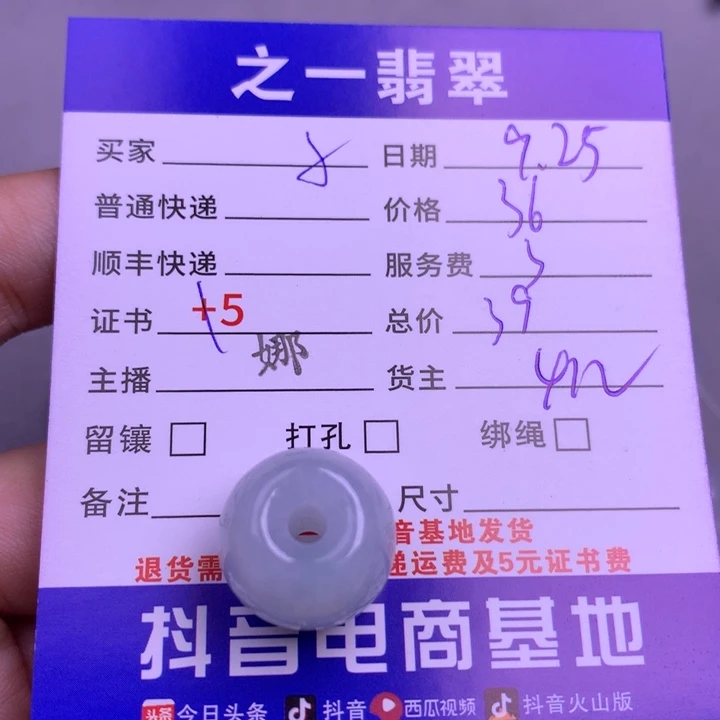 之一翡翠
买家 日期 9.25
普通快递 价格 36
顺丰快递 服务费 3
证书 +5 总价 39
主播 娜 货主
留镶 打孔 绑绳
备注 尺寸
音基地发货
退货需 递运费及5元证书费
抖音电商基地
头条 今日头条 抖音 西瓜视频 抖音火山版